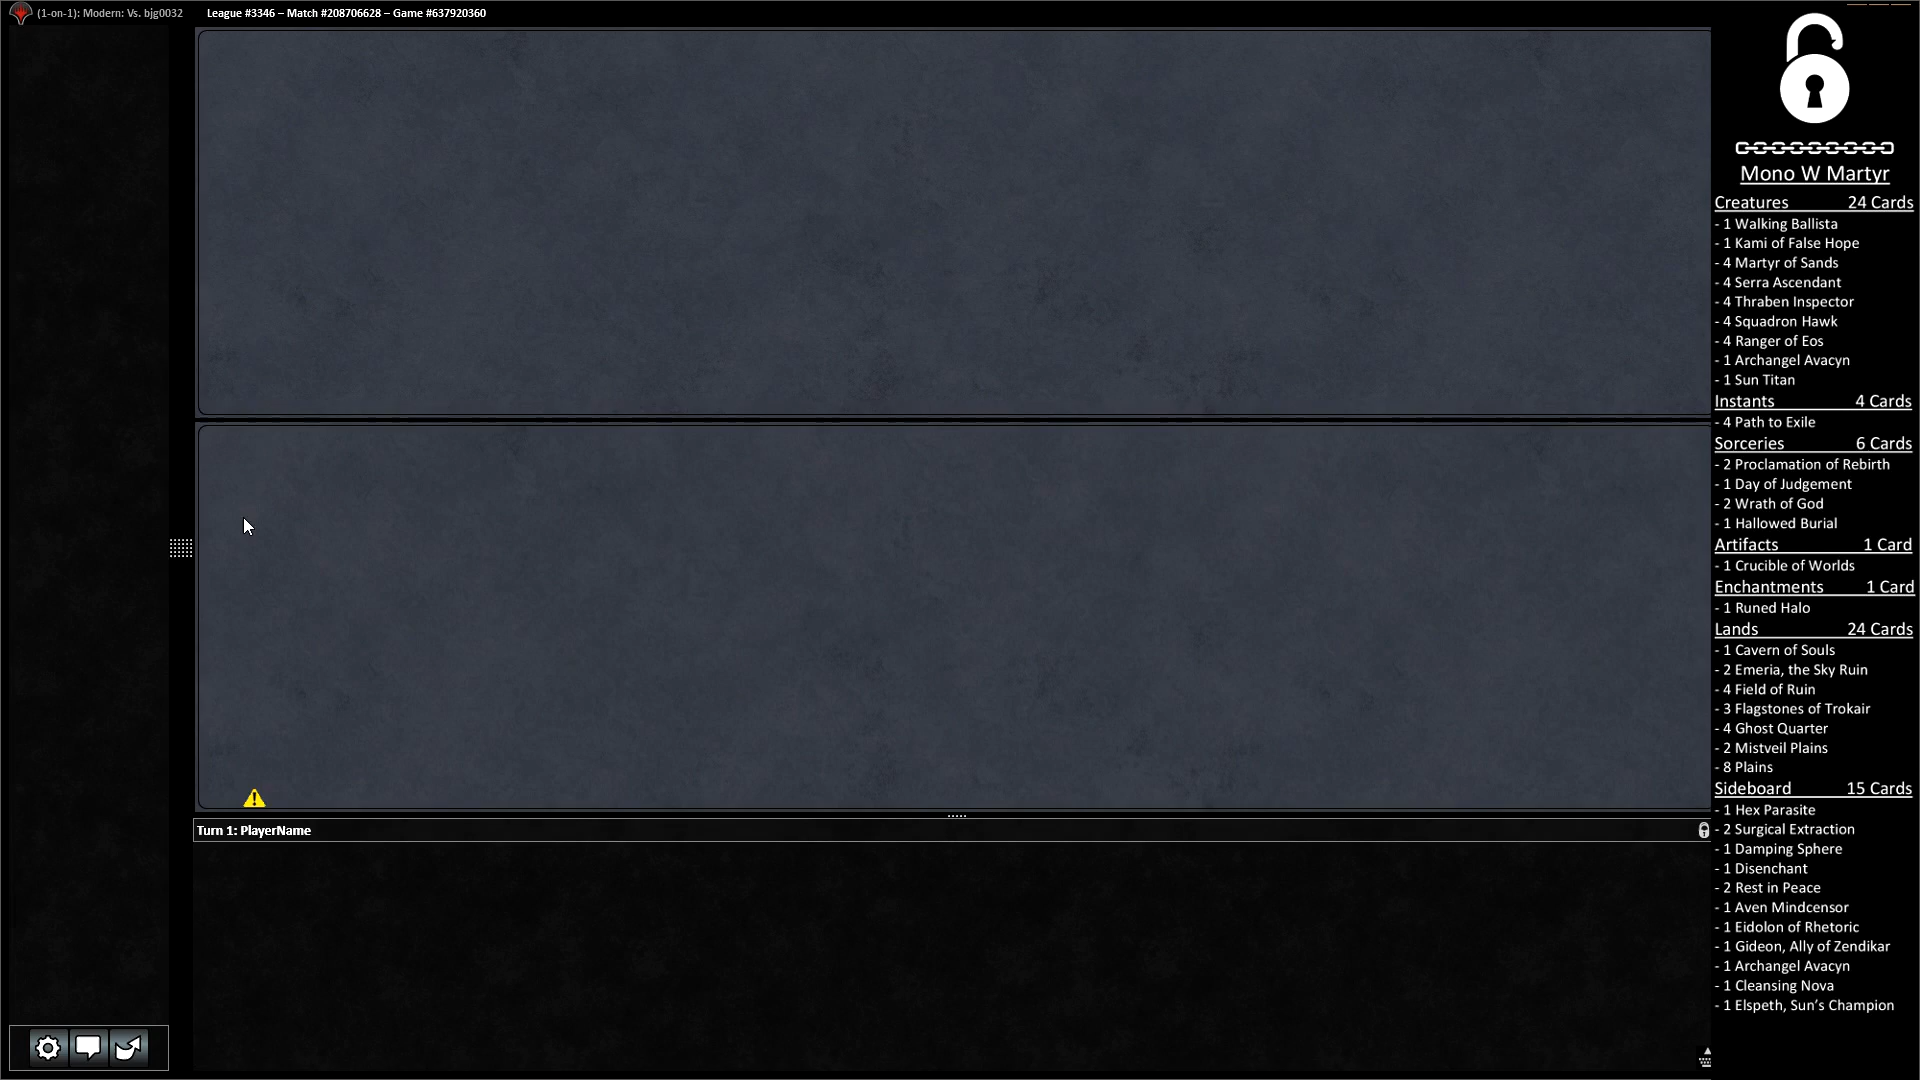 (1-on-1): Modern: Vs. bjg0032
League #3346 – Match #208706628 – Game #637920360
Turn 1: PlayerName
Mono W Martyr
Creatures 24 Cards
- 1 Walking Ballista
- 1 Kami of False Hope
- 4 Martyr of Sands
- 4 Serra Ascendant
- 4 Thraben Inspector
- 4 Squadron Hawk
- 4 Ranger of Eos
- 1 Archangel Avacyn
- 1 Sun Titan
Instants 4 Cards
- 4 Path to Exile
Sorceries 6 Cards
- 2 Proclamation of Rebirth
- 1 Day of Judgement
- 2 Wrath of God
- 1 Hallowed Burial
Artifacts 1 Card
- 1 Crucible of Worlds
Enchantments 1 Card
- 1 Runed Halo
Lands 24 Cards
- 1 Cavern of Souls
- 2 Emeria, the Sky Ruin
- 4 Field of Ruin
- 3 Flagstones of Trokair
- 4 Ghost Quarter
- 2 Mistveil Plains
- 8 Plains
Sideboard 15 Cards
- 1 Hex Parasite
- 2 Surgical Extraction
- 1 Damping Sphere
- 1 Disenchant
- 2 Rest in Peace
- 1 Aven Mindcensor
- 1 Eidolon of Rhetoric
- 1 Gideon, Ally of Zendikar
- 1 Archangel Avacyn
- 1 Cleansing Nova
- 1 Elspeth, Sun's Champion